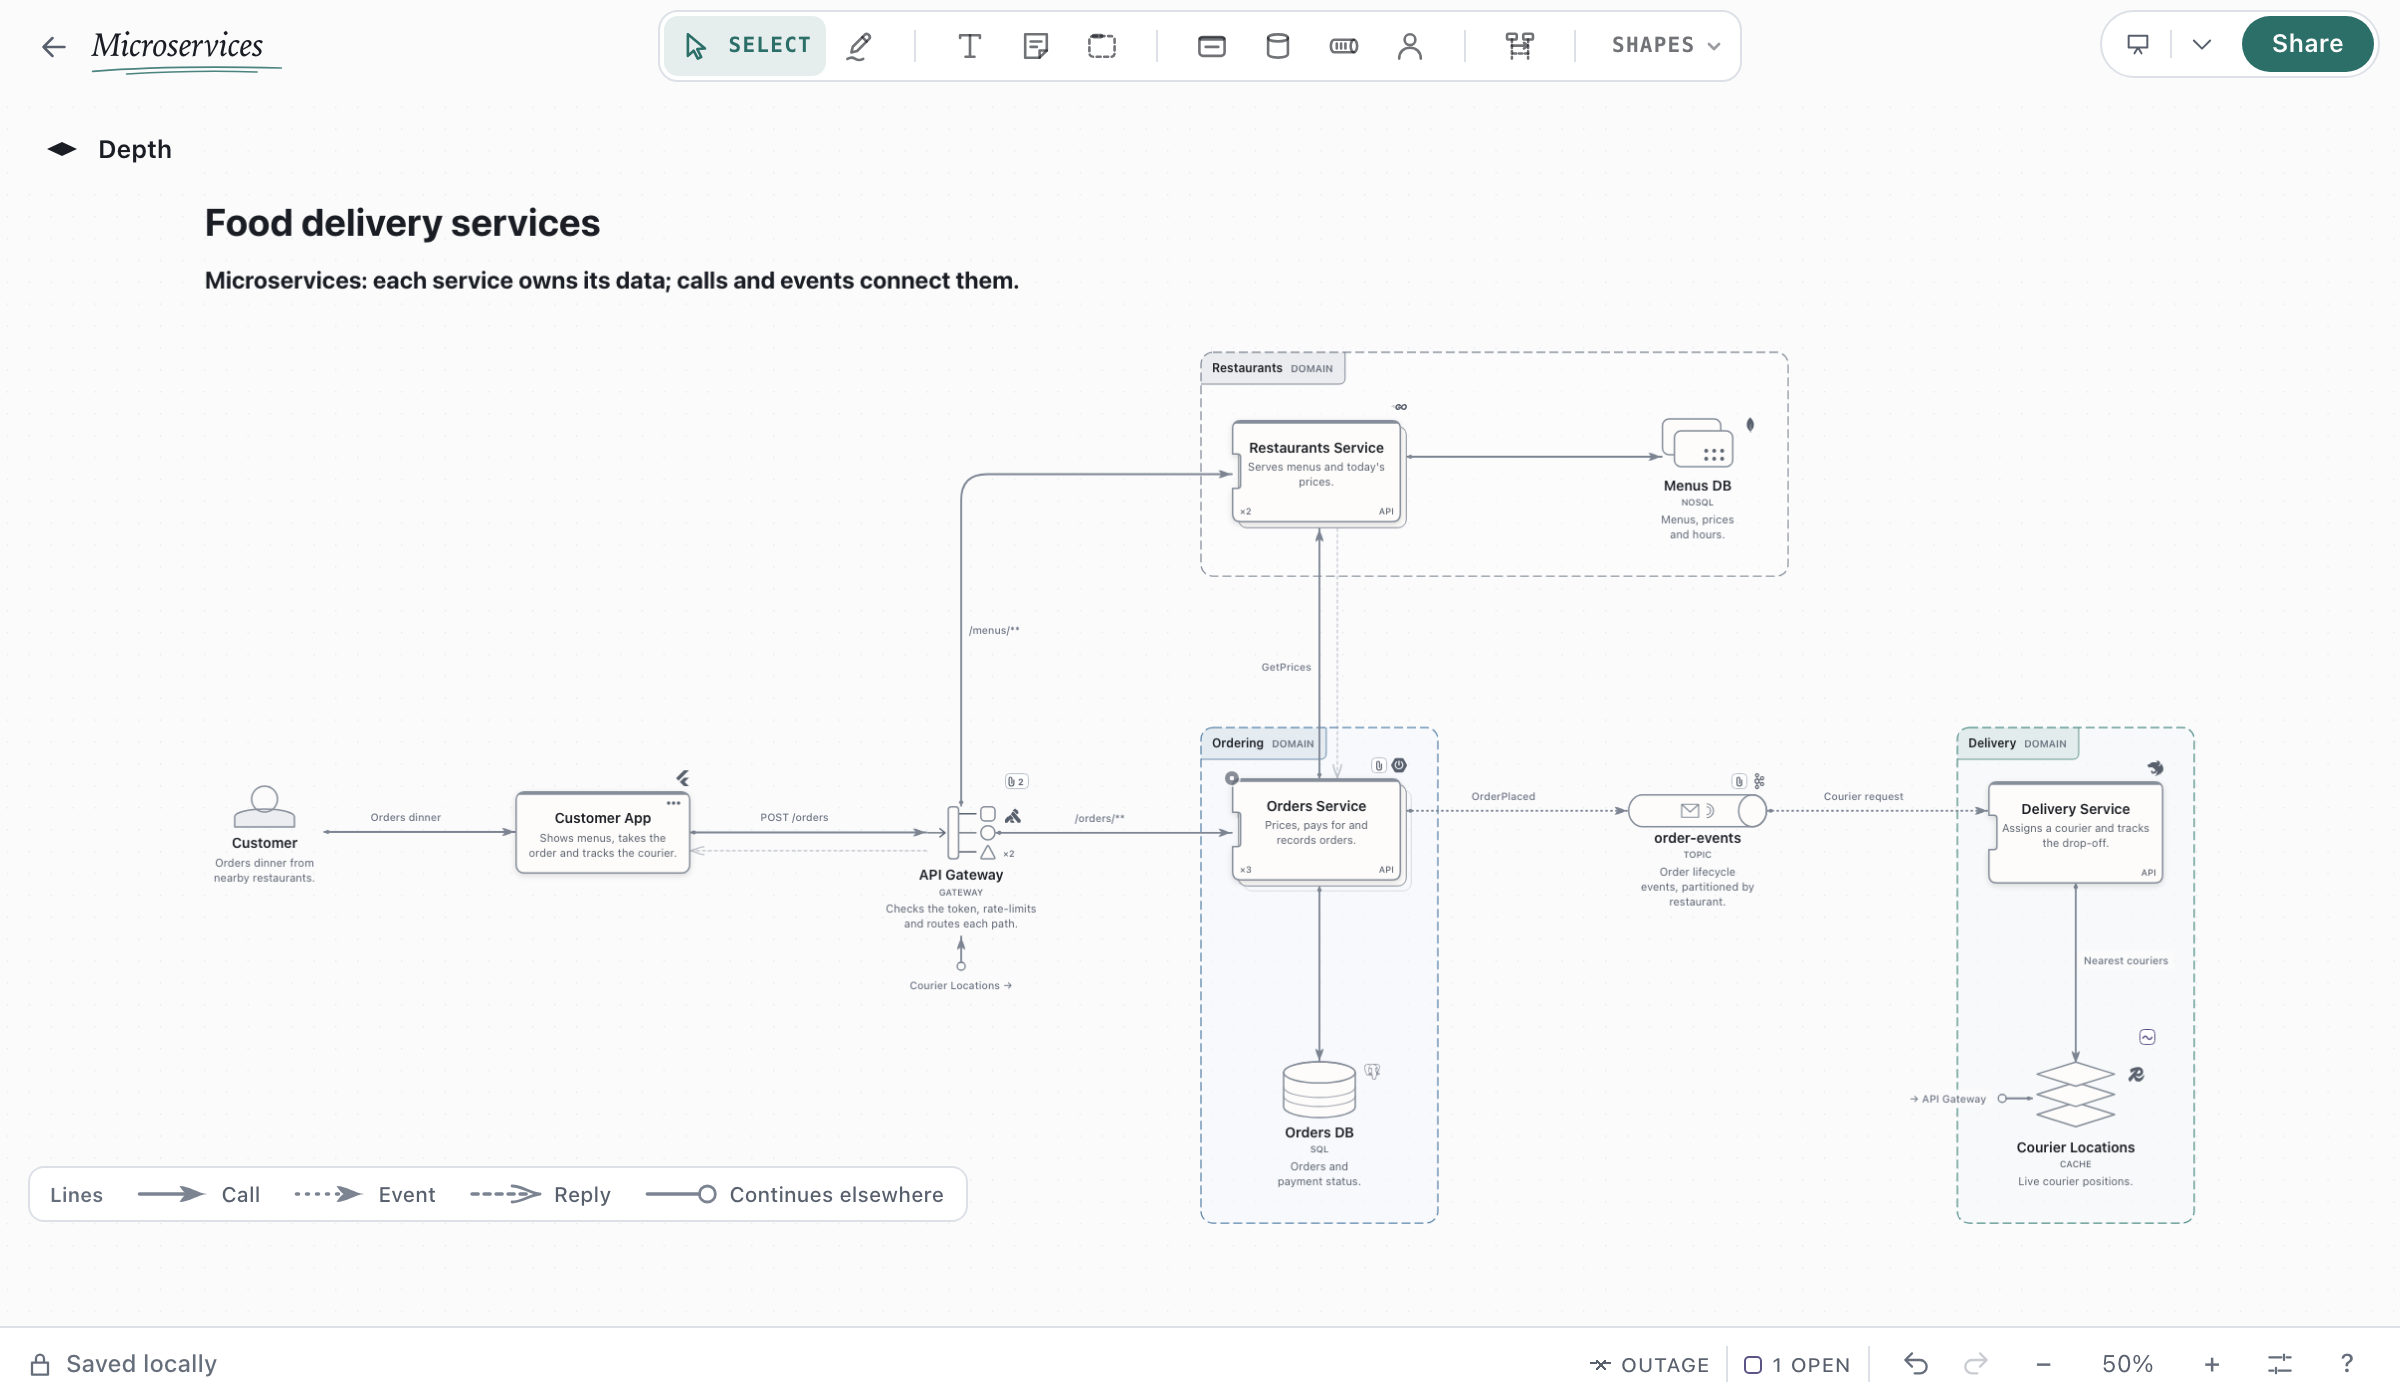 Microservices
SELECT
SHAPES
Share
Depth
Food delivery services
Microservices: each service owns its data; calls and events connect them.
Restaurants DOMAIN
Restaurants Service
Serves menus and today's
prices.
×2 API
Menus DB
NOSQL
Menus, prices
and hours.
/menus/**
GetPrices
Customer
Orders dinner from
nearby restaurants.
Orders dinner
Customer App
Shows menus, takes the
order and tracks the courier.
POST /orders
2
×2
API Gateway
GATEWAY
Checks the token, rate-limits
and routes each path.
Courier Locations →
/orders/**
Ordering DOMAIN
Orders Service
Prices, pays for and
records orders.
×3 API
Orders DB
SQL
Orders and
payment status.
OrderPlaced
order-events
TOPIC
Order lifecycle
events, partitioned by
restaurant.
Courier request
Delivery DOMAIN
Delivery Service
Assigns a courier and tracks
the drop-off.
API
Nearest couriers
→ API Gateway
Courier Locations
CACHE
Live courier positions.
Lines Call Event Reply Continues elsewhere
Saved locally
OUTAGE
1 OPEN
− 50% + ?